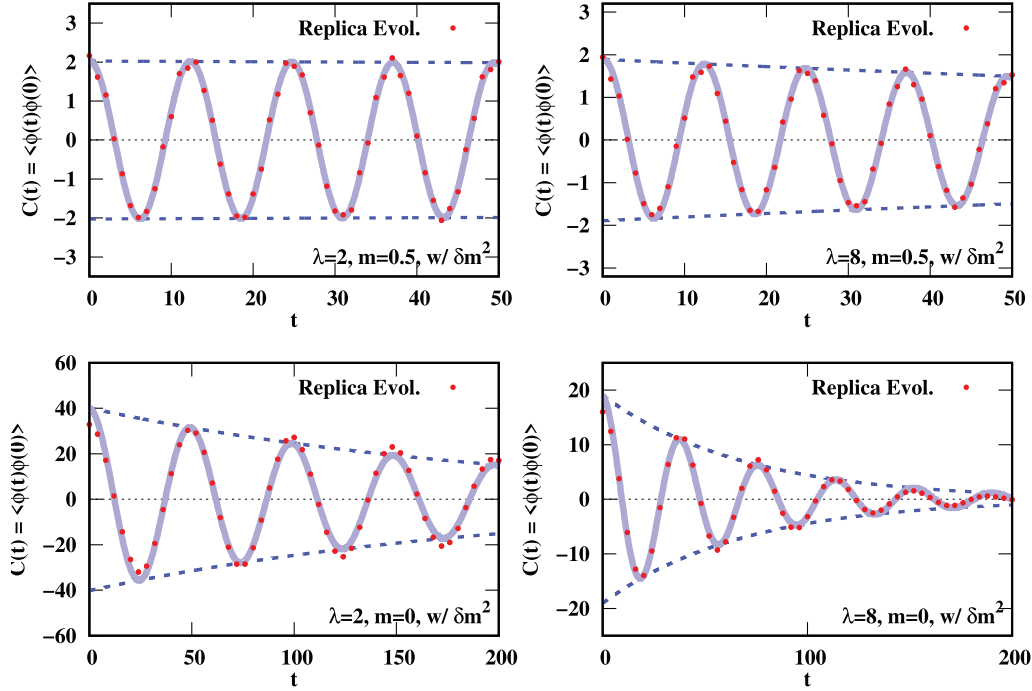 3
2
1
0
−1
−2
−3
0
10
20
30
40
50
C(t) = <ϕ(t)ϕ(0)>
t
Replica Evol.
λ=2, m=0.5, w/ δm²
3
2
1
0
−1
−2
−3
0
10
20
30
40
50
C(t) = <ϕ(t)ϕ(0)>
t
Replica Evol.
λ=8, m=0.5, w/ δm²
60
40
20
0
−20
−40
−60
0
50
100
150
200
C(t) = <ϕ(t)ϕ(0)>
t
Replica Evol.
λ=2, m=0, w/ δm²
20
10
0
−10
−20
0
100
200
C(t) = <ϕ(t)ϕ(0)>
t
Replica Evol.
λ=8, m=0, w/ δm²